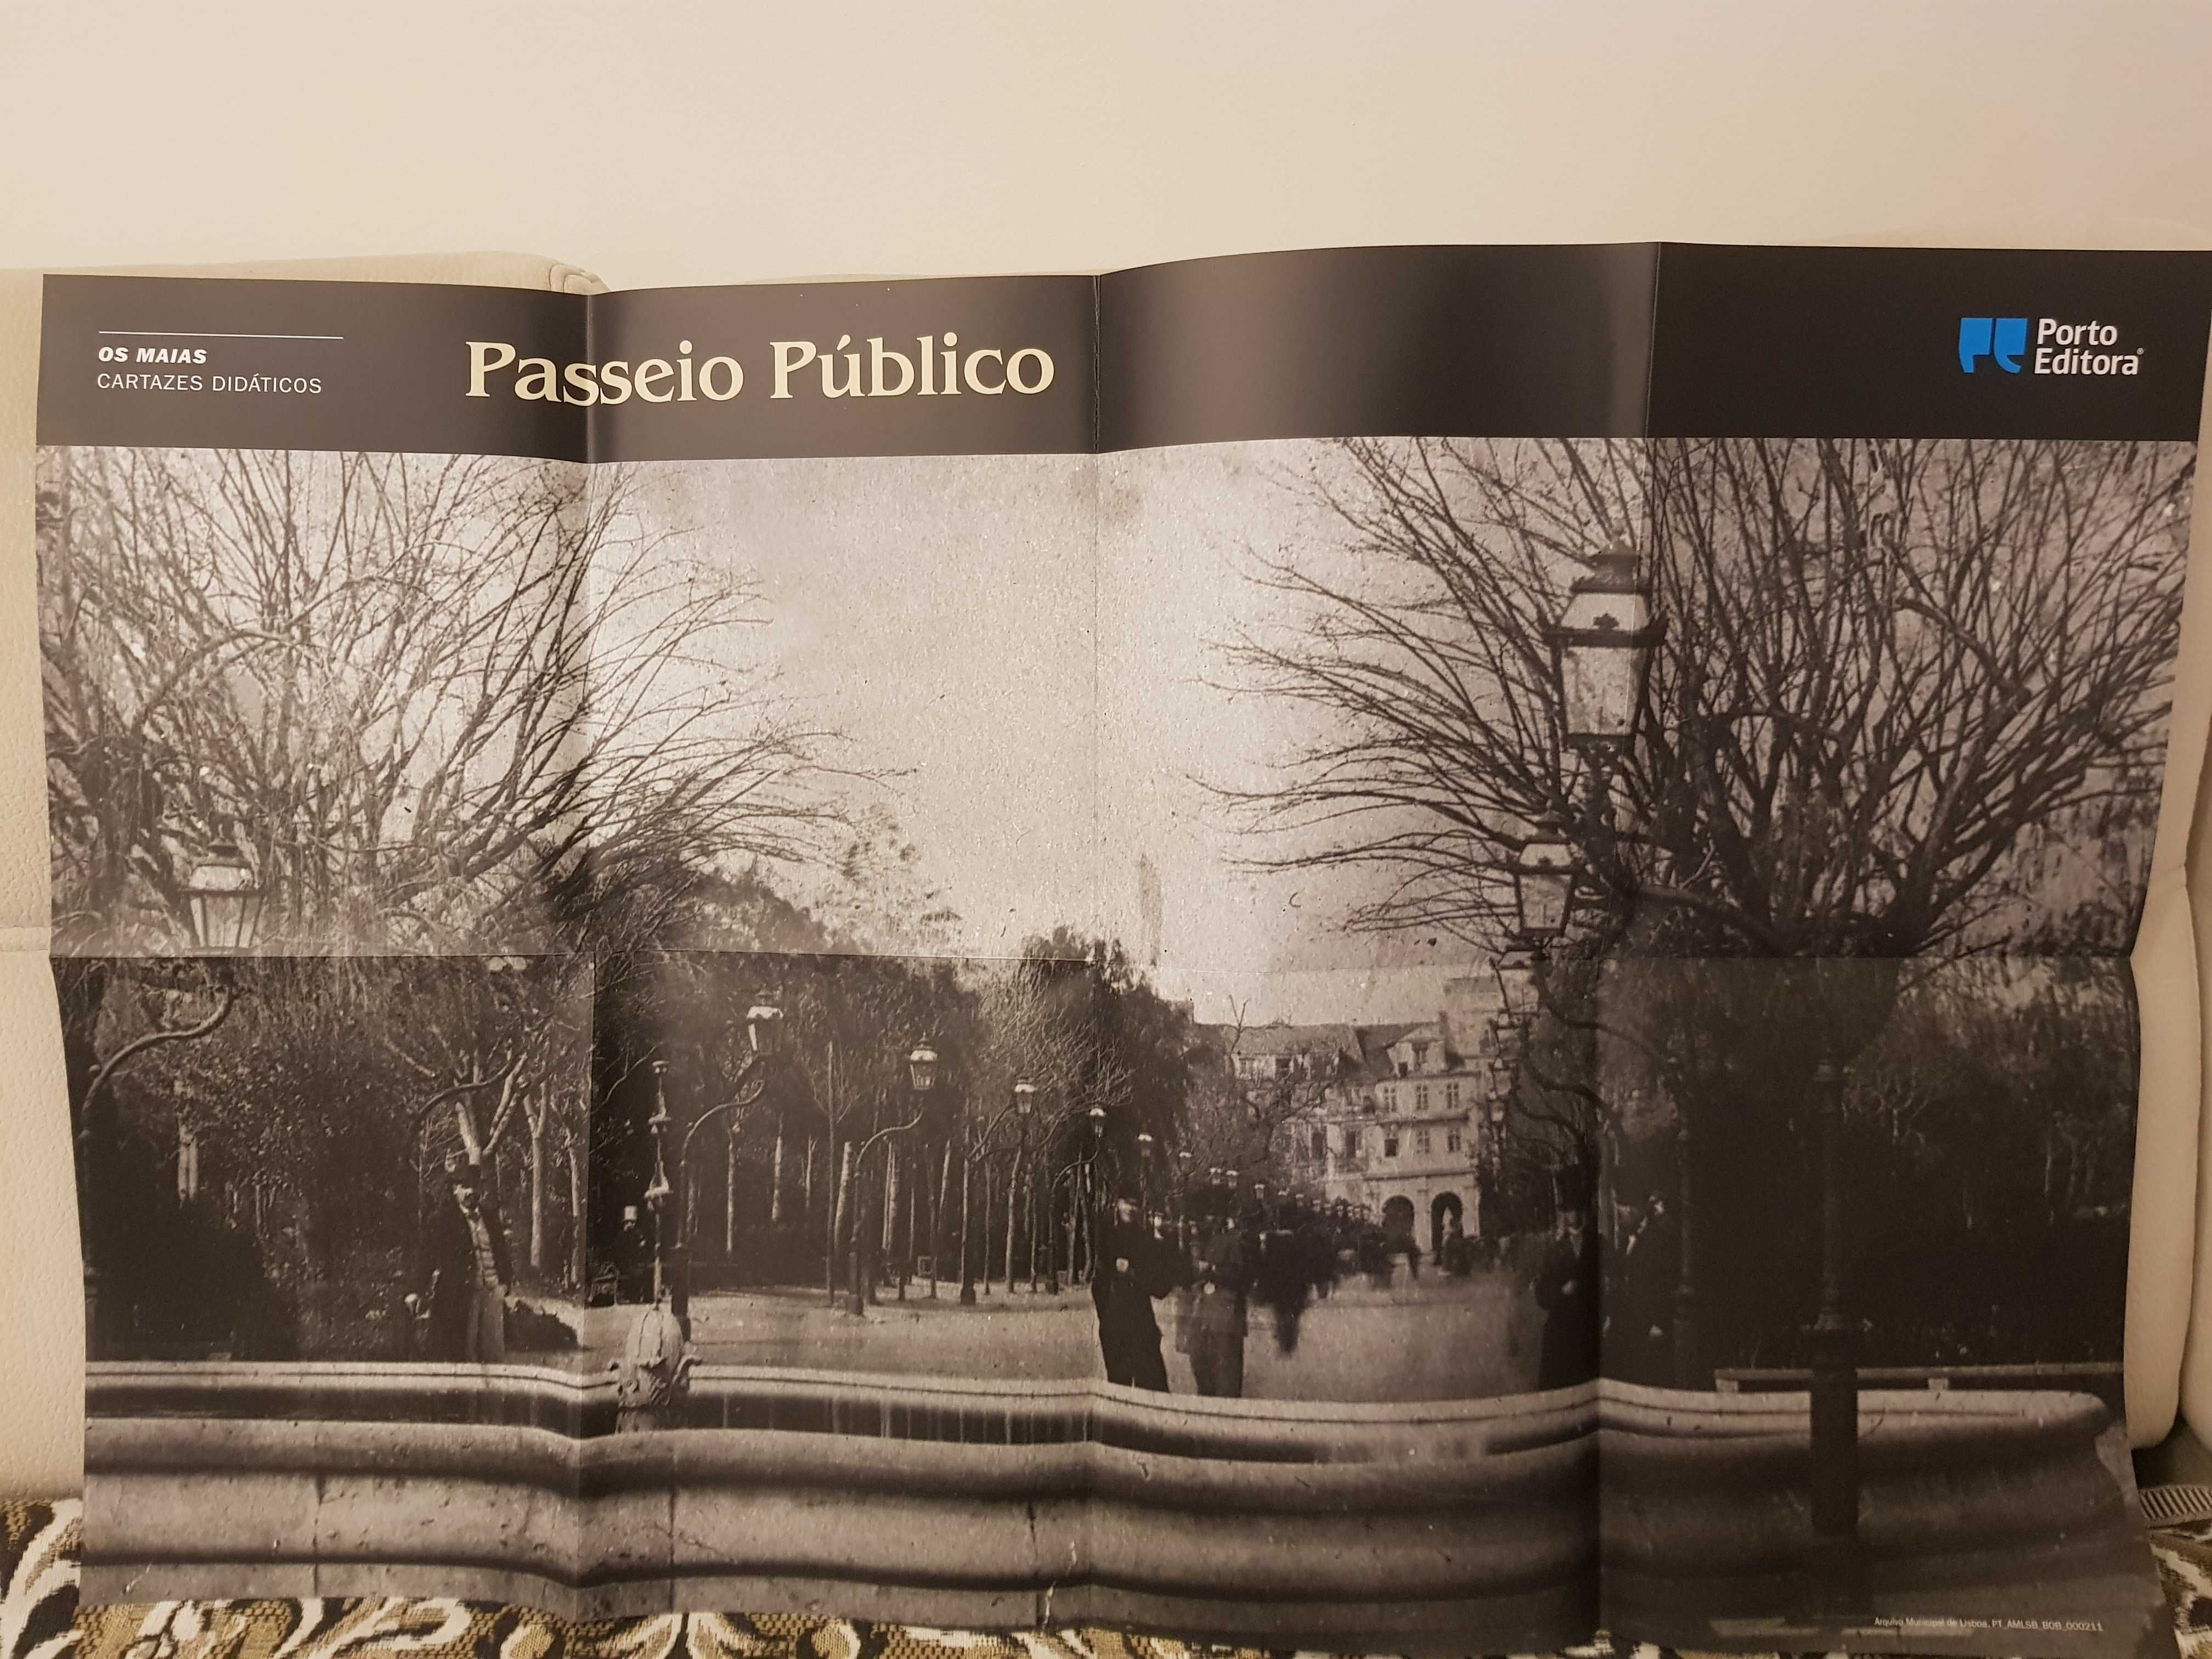 OS MAIAS
CARTAZES DIDÁTICOS
Passeio Público
Porto
Editora®
Arquivo Municipal de Lisboa, PT_AMLSB_BOB_000211